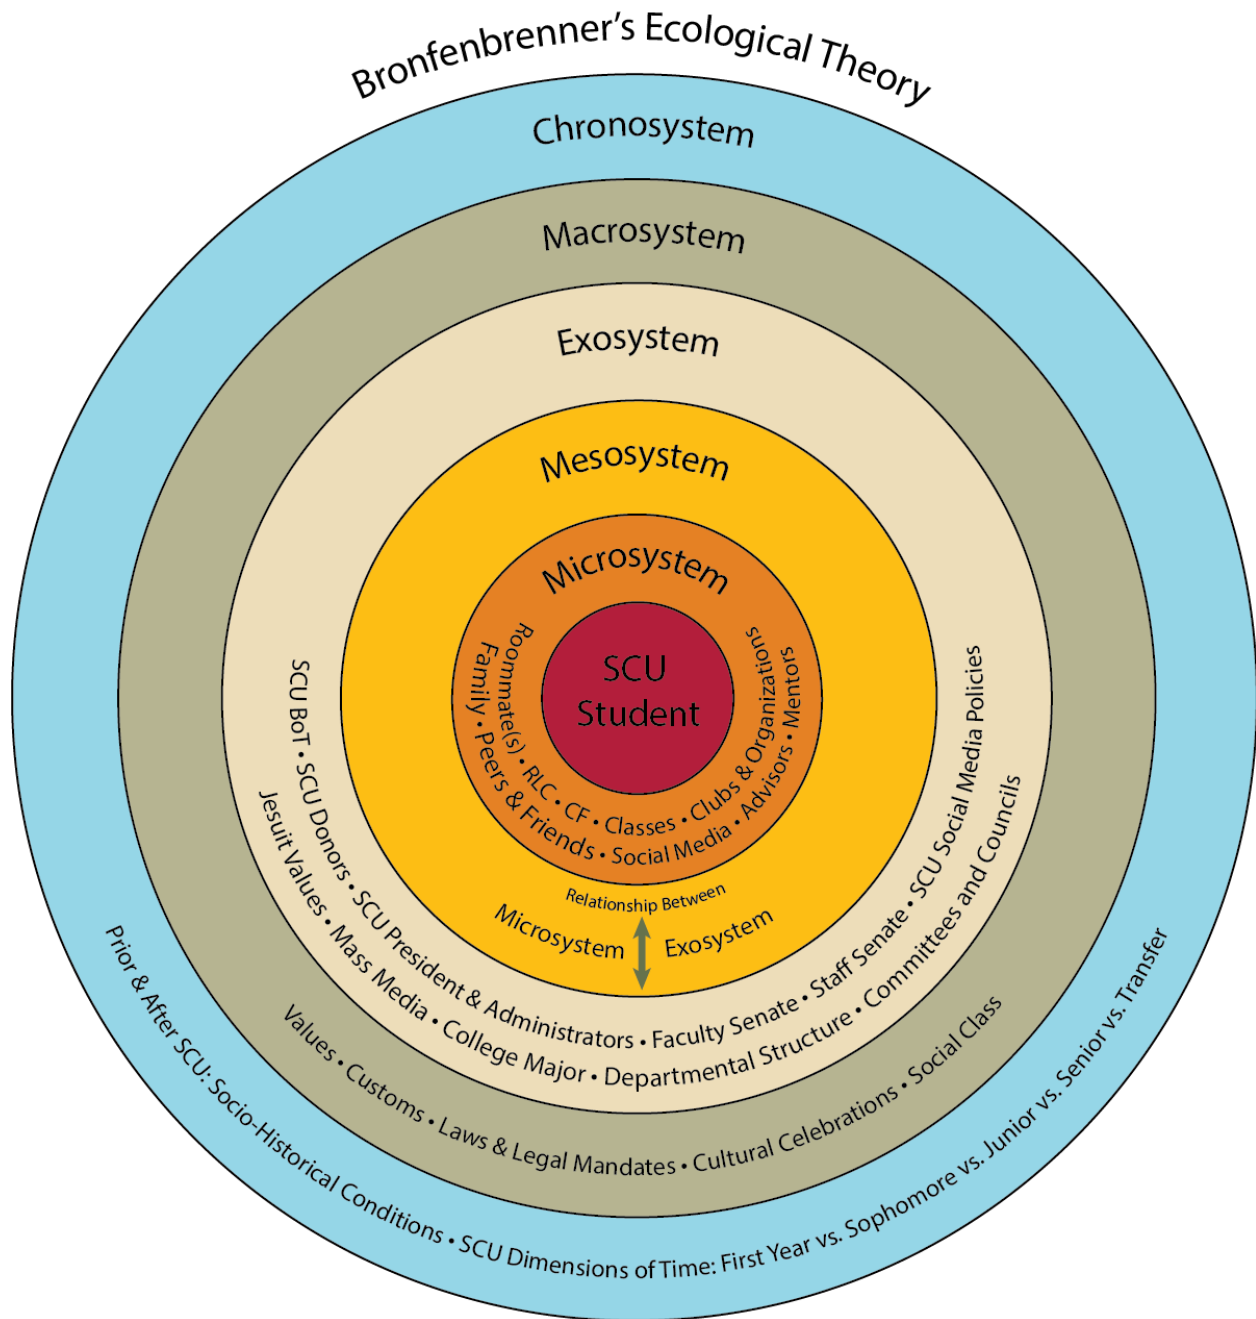 Bronfenbrenner’s Ecological Theory
Chronosystem
Macrosystem
Exosystem
Mesosystem
Microsystem
SCU
Student
Roommate(s) • RLC • CF • Classes • Clubs & Organizations
Family • Peers & Friends • Social Media • Advisors • Mentors
Relationship Between
Microsystem
Exosystem
SCU BoT • SCU Donors • SCU President & Administrators • Faculty Senate • Staff Senate • SCU Social Media Policies
Jesuit Values • Mass Media • College Major • Departmental Structure • Committees and Councils
Values • Customs • Laws & Legal Mandates • Cultural Celebrations • Social Class
Prior & After SCU: Socio-Historical Conditions • SCU Dimensions of Time: First Year vs. Sophomore vs. Junior vs. Senior vs. Transfer